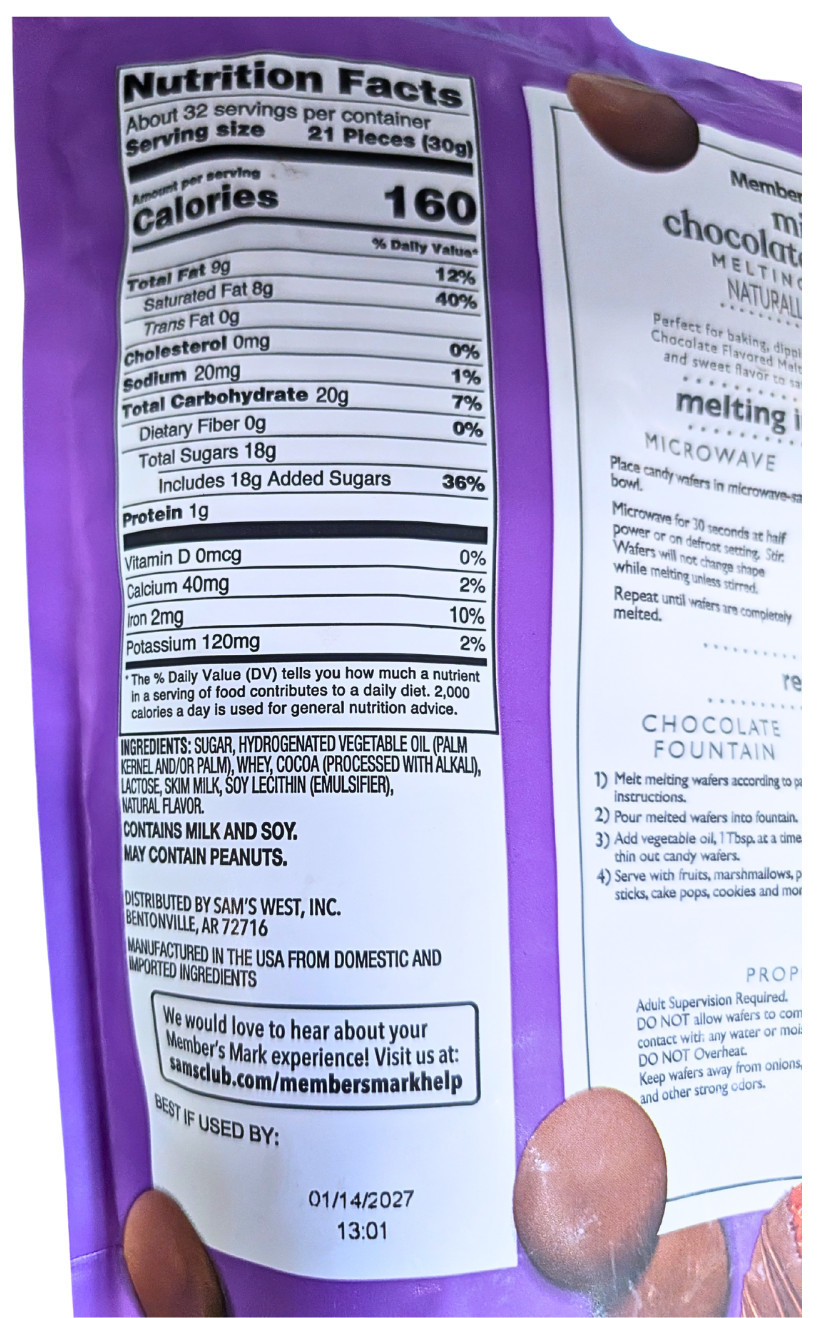 Nutrition Facts
About 32 servings per container
Serving size 21 Pieces (30g)
Amount per serving
Calories 160
% Daily Value*
Total Fat 9g 12%
Saturated Fat 8g 40%
Trans Fat 0g
Cholesterol 0mg 0%
Sodium 20mg 1%
Total Carbohydrate 20g 7%
Dietary Fiber 0g 0%
Total Sugars 18g
Includes 18g Added Sugars 36%
Protein 1g
Vitamin D 0mcg 0%
Calcium 40mg 2%
Iron 2mg 10%
Potassium 120mg 2%
*The % Daily Value (DV) tells you how much a nutrient
in a serving of food contributes to a daily diet. 2,000
calories a day is used for general nutrition advice.
INGREDIENTS: SUGAR, HYDROGENATED VEGETABLE OIL (PALM
KERNEL AND/OR PALM), WHEY, COCOA (PROCESSED WITH ALKALI),
LACTOSE, SKIM MILK, SOY LECITHIN (EMULSIFIER),
NATURAL FLAVOR.
CONTAINS MILK AND SOY.
MAY CONTAIN PEANUTS.
DISTRIBUTED BY SAM'S WEST, INC.
BENTONVILLE, AR 72716
MANUFACTURED IN THE USA FROM DOMESTIC AND
IMPORTED INGREDIENTS
We would love to hear about your
Member's Mark experience! Visit us at:
samsclub.com/membersmarkhelp
BEST IF USED BY:
01/14/2027
13:01
Member
mi
chocolat
MELTING
NATURALL
Perfect for baking, dippi
Chocolate Flavored Melt
and sweet flavor to sa
melting i
MICROWAVE
Place candy wafers in microwave-sa
bowl.
Microwave for 30 seconds at half
power or on defrost setting. Stir.
Wafers will not change shape
while melting unless stirred.
Repeat until wafers are completely
melted.
re
CHOCOLATE
FOUNTAIN
1) Melt melting wafers according to pa
instructions.
2) Pour melted wafers into fountain.
3) Add vegetable oil, 1 Tbsp. at a time
thin out candy wafers.
4) Serve with fruits, marshmallows, p
sticks, cake pops, cookies and mor
PROP
Adult Supervision Required.
DO NOT allow wafers to com
contact with any water or moi
DO NOT Overheat.
Keep wafers away from onions,
and other strong odors.